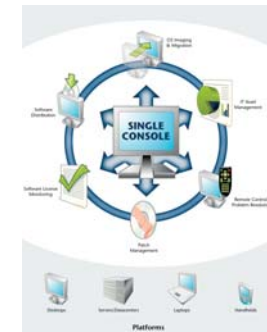 OS Imaging
& Migration
Software
Distribution
IT Asset
Management
SINGLE
CONSOLE
Software License
Monitoring
Remote Control
Problem Resolution
Patch
Management
Desktops
Servers/Datacenters
Laptops
Handhelds
Platforms